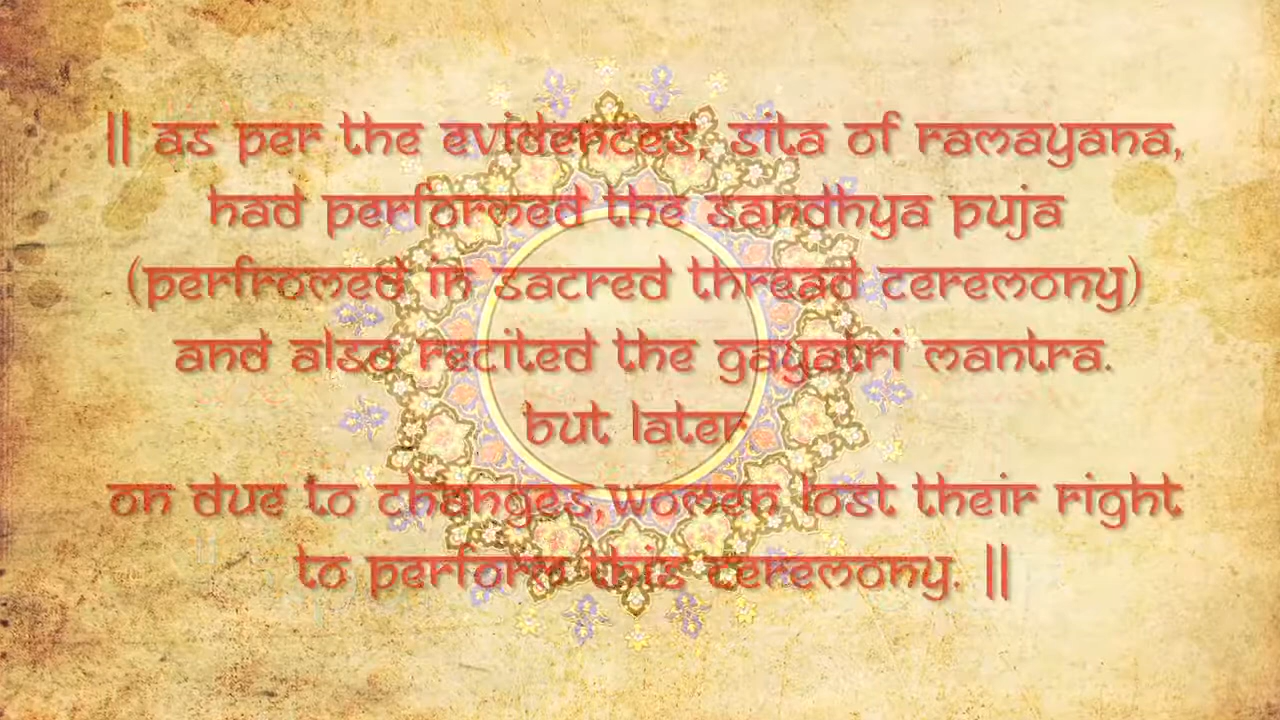 || as per the evidences, sita of ramayana,
had performed the sandhya puja
(perfromed in sacred thread ceremony)
and also recited the gayatri mantra.
but later
on due to changes,women lost their right
to perform this ceremony. ||